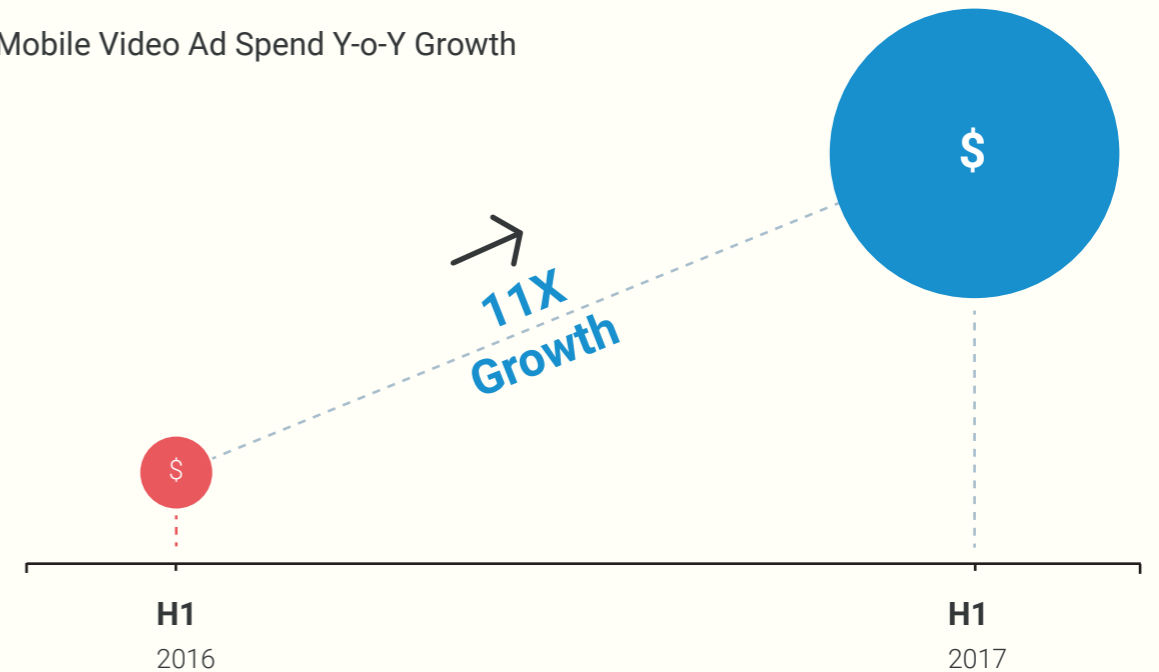 Mobile Video Ad Spend Y-o-Y Growth
$
11X
Growth
$
H1
2016
H1
2017